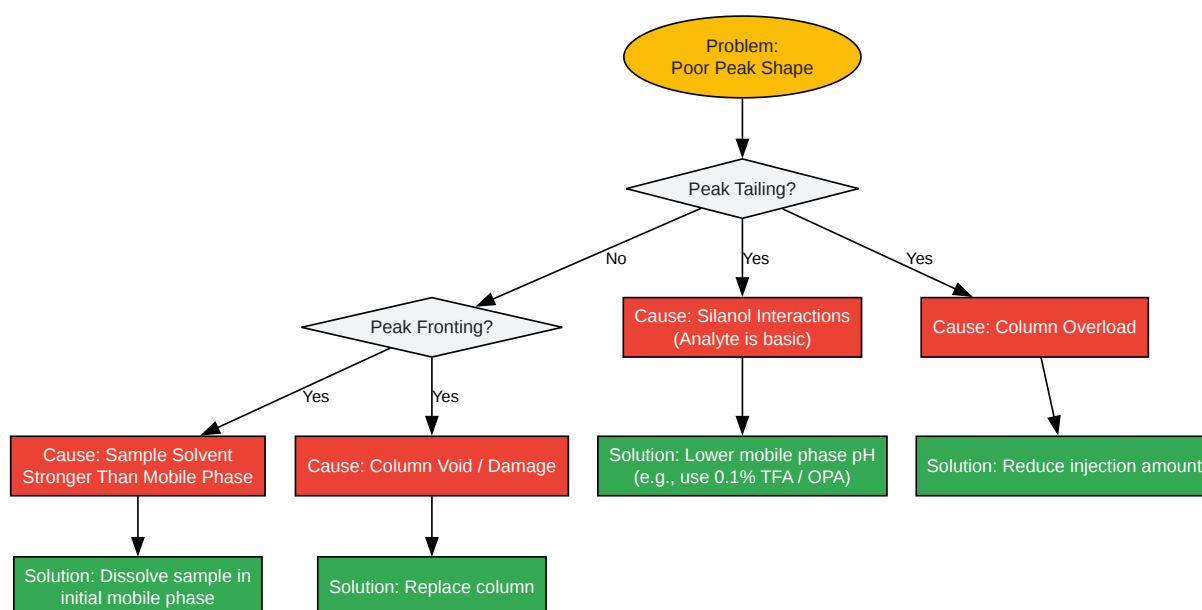 Problem:
Poor Peak Shape
Peak Tailing?
No
Yes
Yes
Peak Fronting?
Cause: Silanol Interactions
(Analyte is basic)
Cause: Column Overload
Yes
Yes
Cause: Sample Solvent
Stronger Than Mobile Phase
Cause: Column Void / Damage
Solution: Lower mobile phase pH
(e.g., use 0.1% TFA / OPA)
Solution: Reduce injection amount
Solution: Dissolve sample in
initial mobile phase
Solution: Replace column